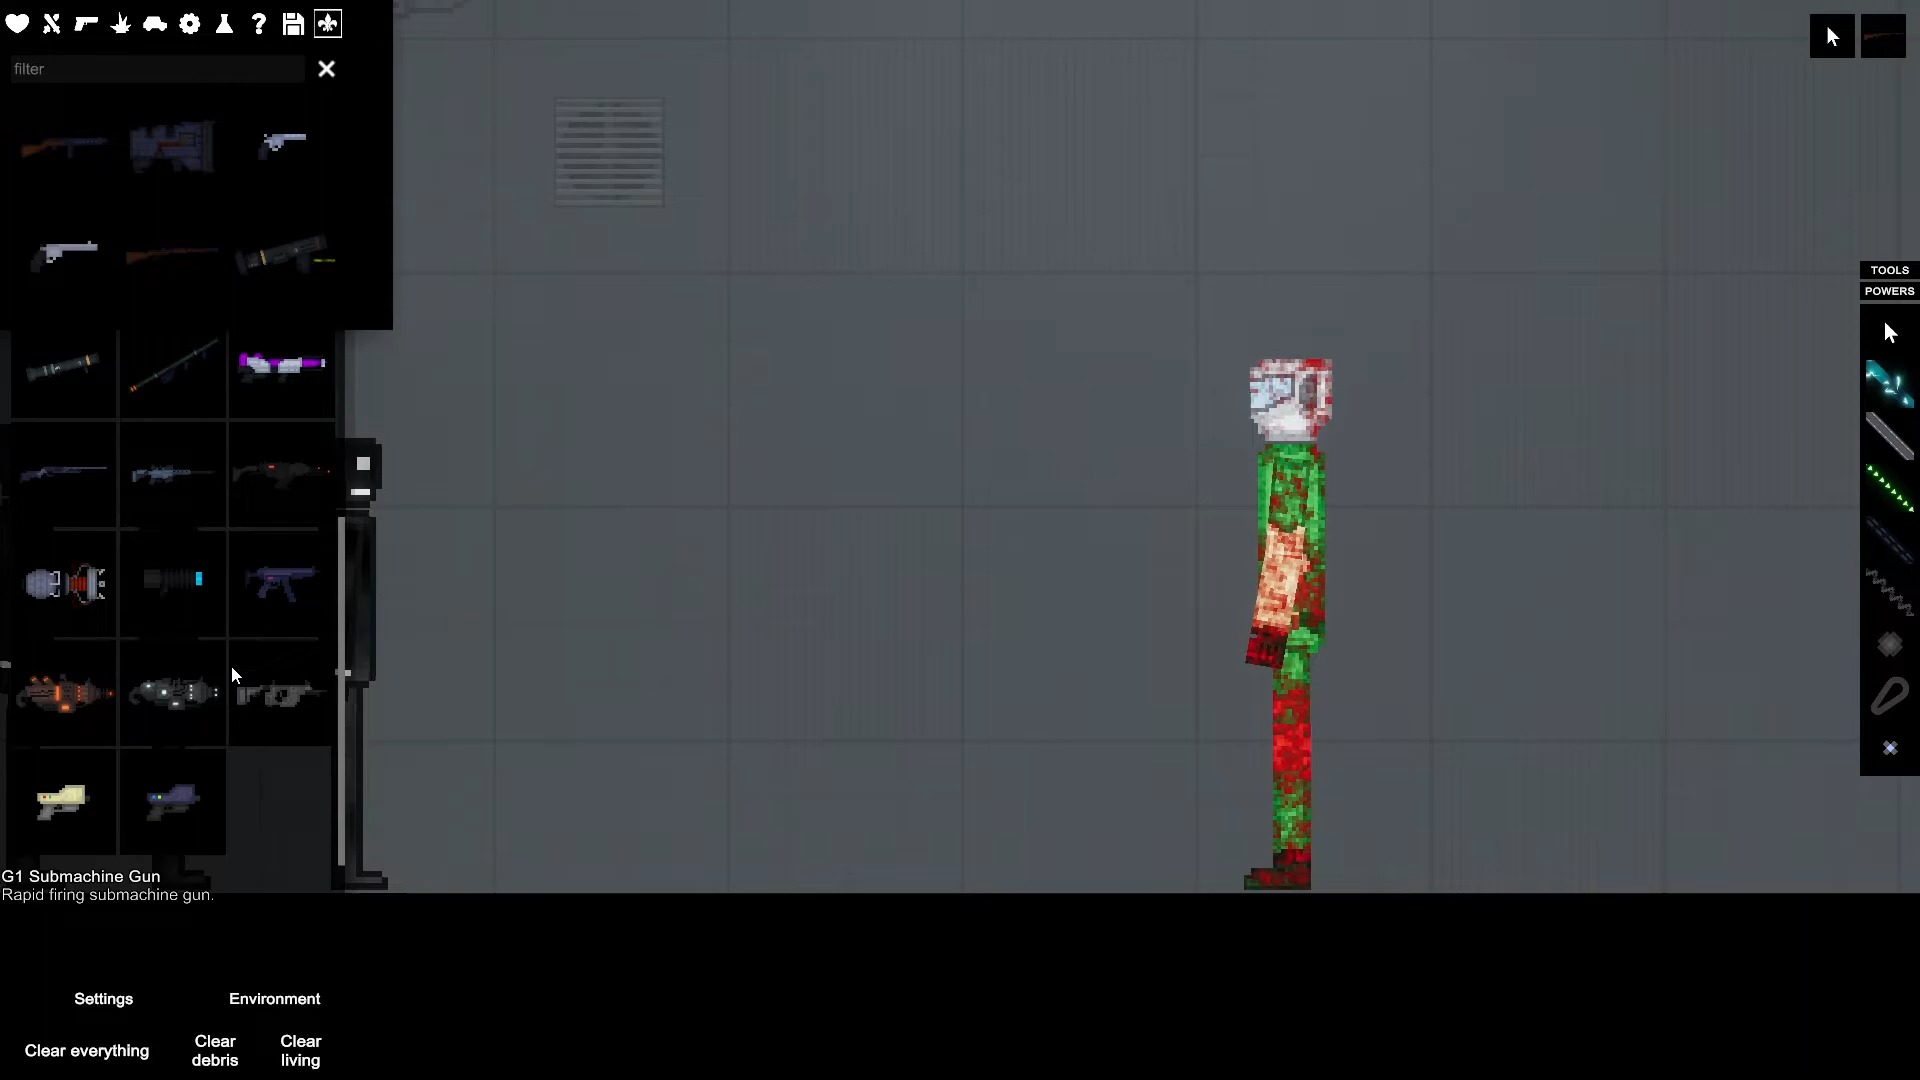 filter
TOOLS
POWERS
G1 Submachine Gun
Rapid firing submachine gun.
Settings
Environment
Clear everything
Clear debris
Clear living